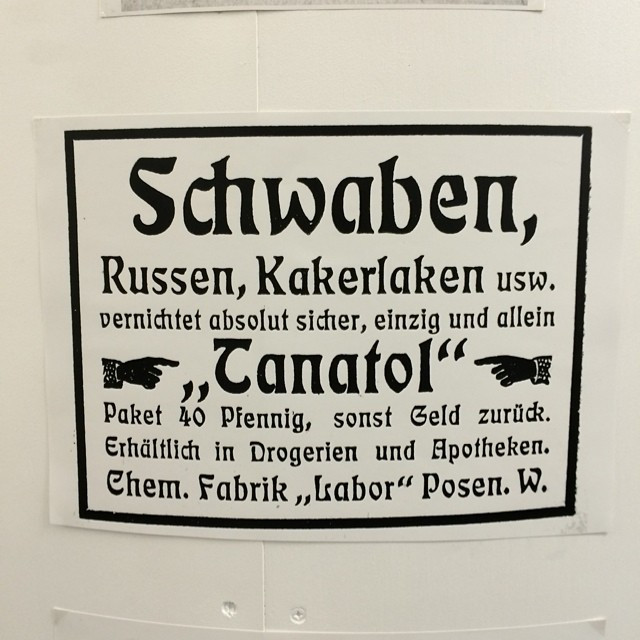 Schwaben,
Russen, Kakerlaken usw.
vernichtet absolut sicher, einzig und allein
„Tanatol“
Paket 40 Pfennig, sonst Geld zurück.
Erhältlich in Drogerien und Apotheken.
Chem. Fabrik „Labor“ Posen. W.